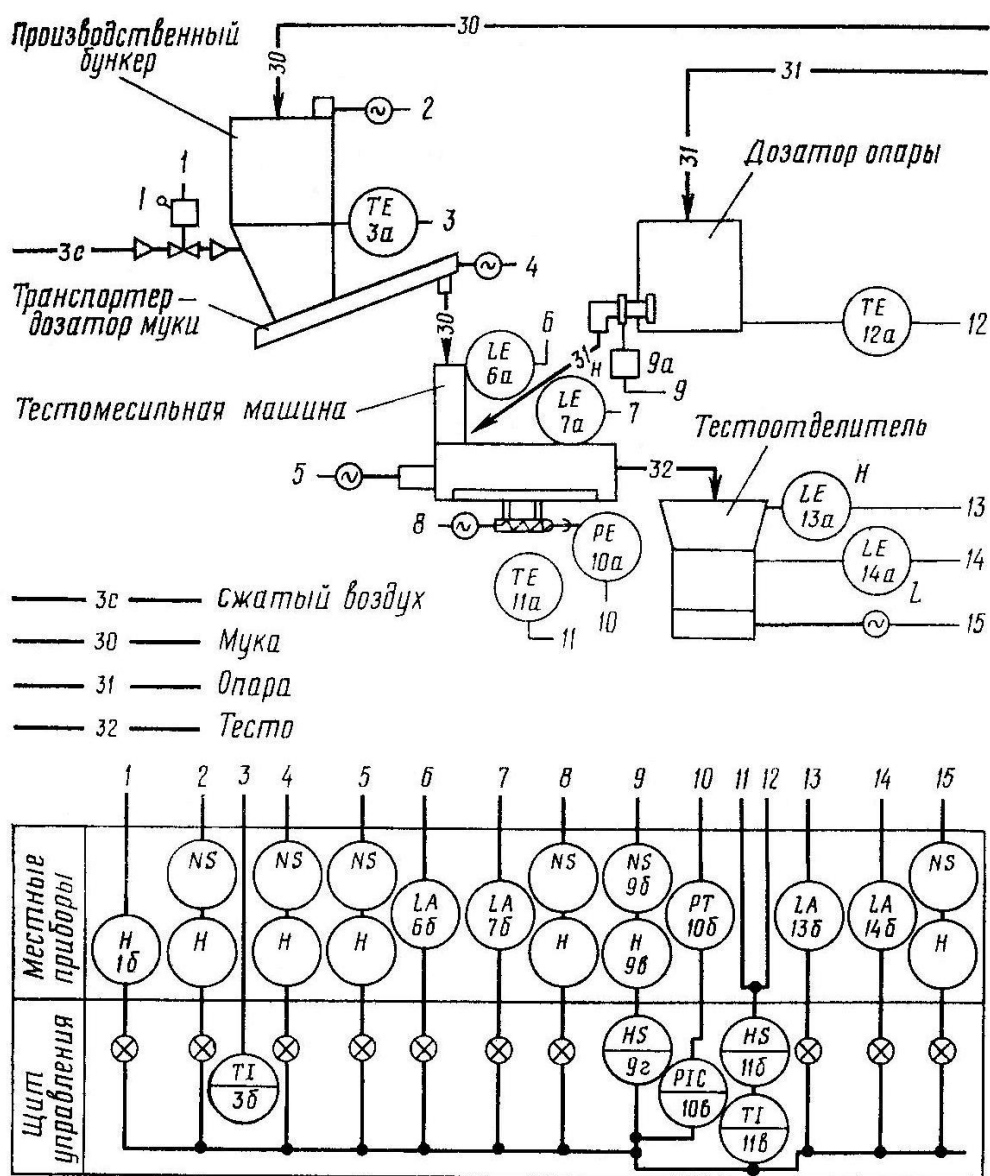 Производственный
бункер
30
30
2
31
31
Дозатор опары
1
I
TE
3а
3
3с
4
Транспортер-
дозатор муки
30
LE
6а
6
31
н
9а
9
TE
12а
12
LE
7а
7
Тестомесильная машина
Тестоотделитель
5
32
H
LE
13а
13
8
PE
10а
10
LE
14а
14
L
TE
11а
11
15
3с Сжатый воздух
30 Мука
31 Опара
32 Тесто
1 2 3 4 5 6 7 8 9 10 11 12 13 14 15
Местные
приборы
NS NS NS NS NS
9б
NS
LA
6б
LA
7б
PT
10б
LA
13б
LA
14б
H
1б
H H H H H
9в
H
Щит
управления
TI
3б
HS
9г
PIC
10в
HS
11б
TI
11в